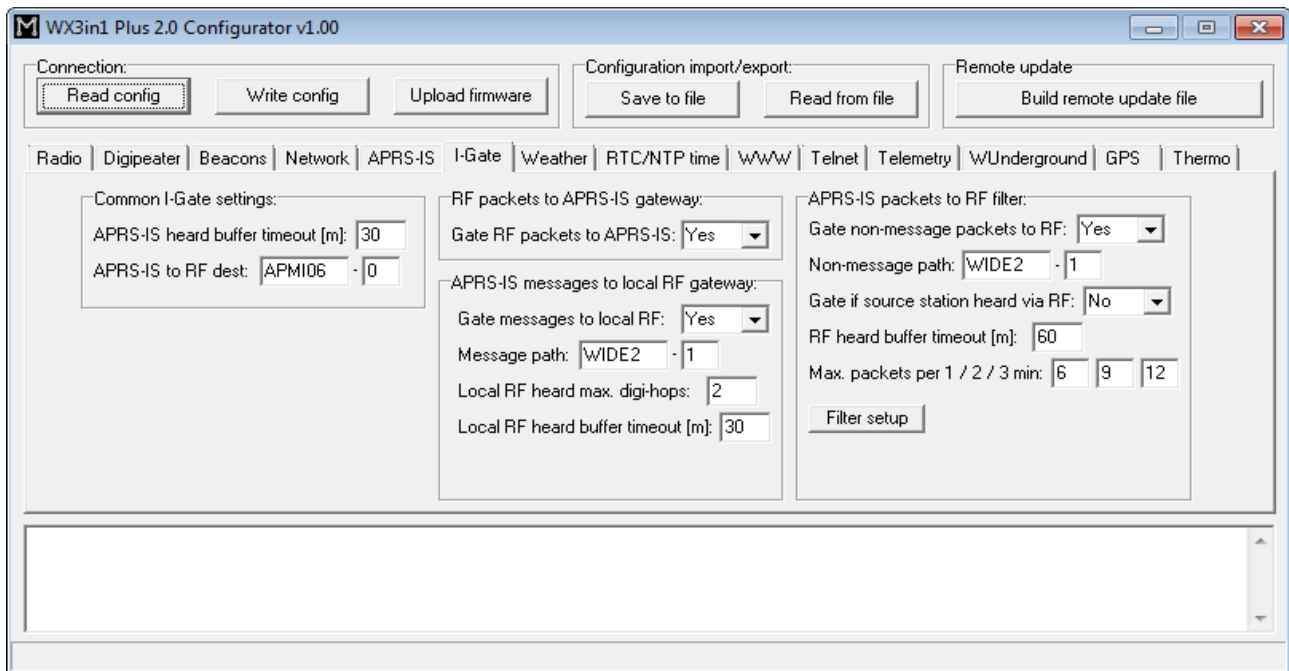 WX3in1 Plus 2.0 Configurator v1.00
Connection:
Read config Write config Upload firmware
Configuration import/export:
Save to file Read from file
Remote update
Build remote update file
Radio Digipeater Beacons Network APRS-IS I-Gate Weather RTC/NTP time WWW Telnet Telemetry WUnderground GPS Thermo
Common I-Gate settings:
APRS-IS heard buffer timeout [m]: 30
APRS-IS to RF dest: APMI06 - 0
RF packets to APRS-IS gateway:
Gate RF packets to APRS-IS: Yes
APRS-IS messages to local RF gateway:
Gate messages to local RF: Yes
Message path: WIDE2 - 1
Local RF heard max. digi-hops: 2
Local RF heard buffer timeout [m]: 30
APRS-IS packets to RF filter:
Gate non-message packets to RF: Yes
Non-message path: WIDE2 - 1
Gate if source station heard via RF: No
RF heard buffer timeout [m]: 60
Max. packets per 1 / 2 / 3 min: 6 9 12
Filter setup